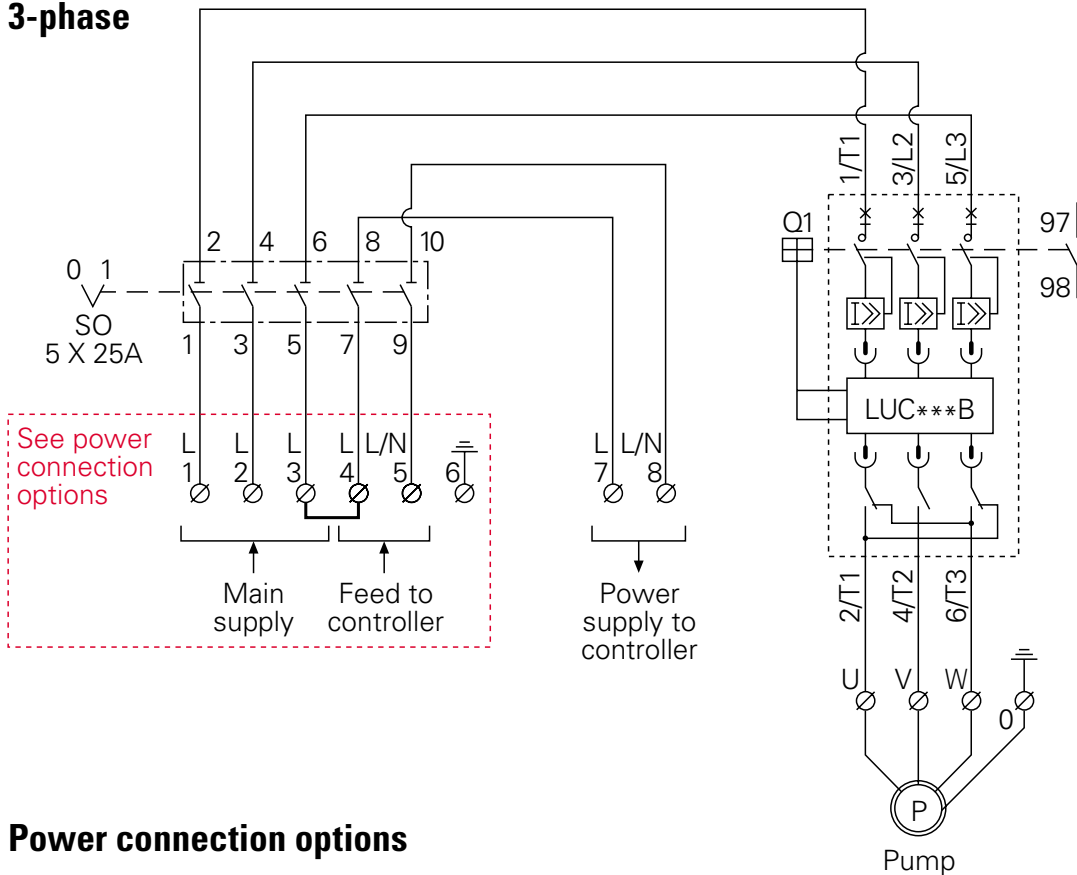 3-phase
1/T1 3/L2 5/L3
Q1
97
98
2 4 6 8 10
0 1
SO
5 X 25A
1 3 5 7 9
I>> I>> I>>
LUC***B
See power
connection
options
L L L L L/N
1 2 3 4 5 6
L L/N
7 8
Main
supply
Feed to
controller
Power
supply to
controller
2/T1 4/T2 6/T3
U V W
0
P
Pump
Power connection options